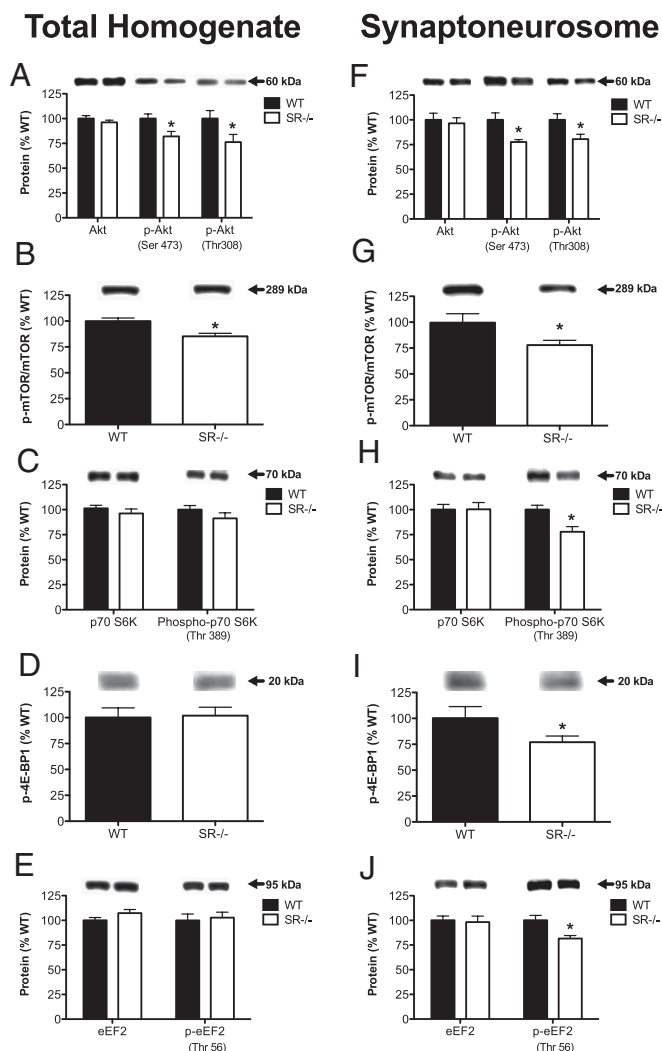 Total Homogenate
Synaptoneurosome
A
60 kDa
WT
SR-/-
Protein (% WT)
125
100
75
50
25
0
*
*
Akt
p-Akt
(Ser 473)
p-Akt
(Thr308)
F
60 kDa
WT
SR-/-
Protein (% WT)
125
100
75
50
25
0
*
*
Akt
p-Akt
(Ser 473)
p-Akt
(Thr308)
B
289 kDa
p-mTOR/mTOR (% WT)
125
100
75
50
25
0
*
WT
SR-/-
G
289 kDa
p-mTOR/mTOR (% WT)
125
100
75
50
25
0
*
WT
SR-/-
C
70 kDa
WT
SR-/-
Protein (% WT)
125
100
75
50
25
0
p70 S6K
Phospho-p70 S6K
(Thr 389)
H
70 kDa
WT
SR-/-
Protein (% WT)
125
100
75
50
25
0
*
p70 S6K
Phospho-p70 S6K
(Thr 389)
D
20 kDa
p-4E-BP1 (% WT)
125
100
75
50
25
0
WT
SR-/-
I
20 kDa
p-4E-BP1 (% WT)
125
100
75
50
25
0
*
WT
SR-/-
E
95 kDa
WT
SR-/-
Protein (% WT)
125
100
75
50
25
0
eEF2
p-eEF2
(Thr 56)
J
95 kDa
WT
SR-/-
Protein (% WT)
125
100
75
50
25
0
*
eEF2
p-eEF2
(Thr 56)